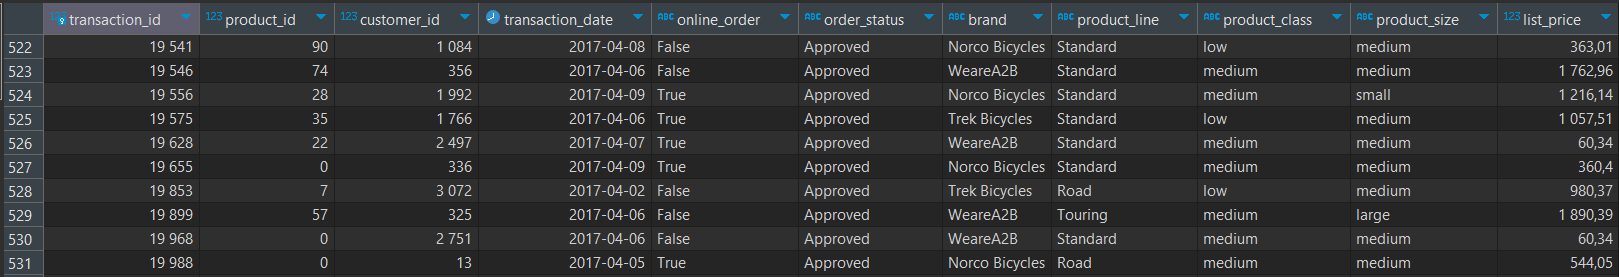 123 transaction_id 123 product_id 123 customer_id transaction_date ABC online_order ABC order_status ABC brand ABC product_line ABC product_class ABC product_size 123 list_price
522 19 541 90 1 084 2017-04-08 False Approved Norco Bicycles Standard low medium 363,01
523 19 546 74 356 2017-04-06 False Approved WeareA2B Standard medium medium 1 762,96
524 19 556 28 1 992 2017-04-09 True Approved Norco Bicycles Standard medium small 1 216,14
525 19 575 35 1 766 2017-04-06 True Approved Trek Bicycles Standard low medium 1 057,51
526 19 628 22 2 497 2017-04-07 True Approved WeareA2B Standard medium medium 60,34
527 19 655 0 336 2017-04-09 True Approved Norco Bicycles Standard medium medium 360,4
528 19 853 7 3 072 2017-04-02 False Approved Trek Bicycles Road low medium 980,37
529 19 899 57 325 2017-04-06 False Approved WeareA2B Touring medium large 1 890,39
530 19 968 0 2 751 2017-04-06 False Approved WeareA2B Standard medium medium 60,34
531 19 988 0 13 2017-04-05 True Approved Norco Bicycles Road medium medium 544,05